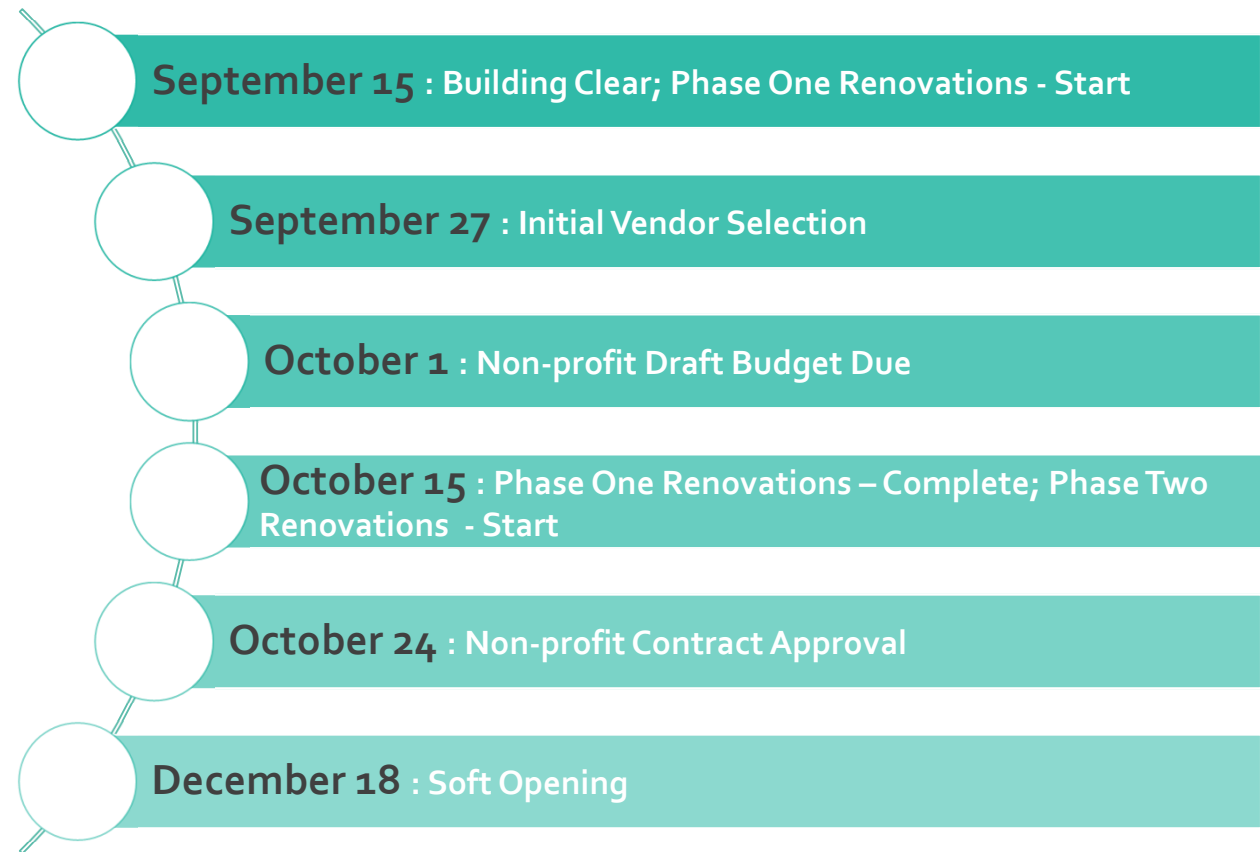 September 15 : Building Clear; Phase One Renovations - Start
September 27 : Initial Vendor Selection
October 1 : Non-profit Draft Budget Due
October 15 : Phase One Renovations – Complete; Phase Two
Renovations - Start
October 24 : Non-profit Contract Approval
December 18 : Soft Opening